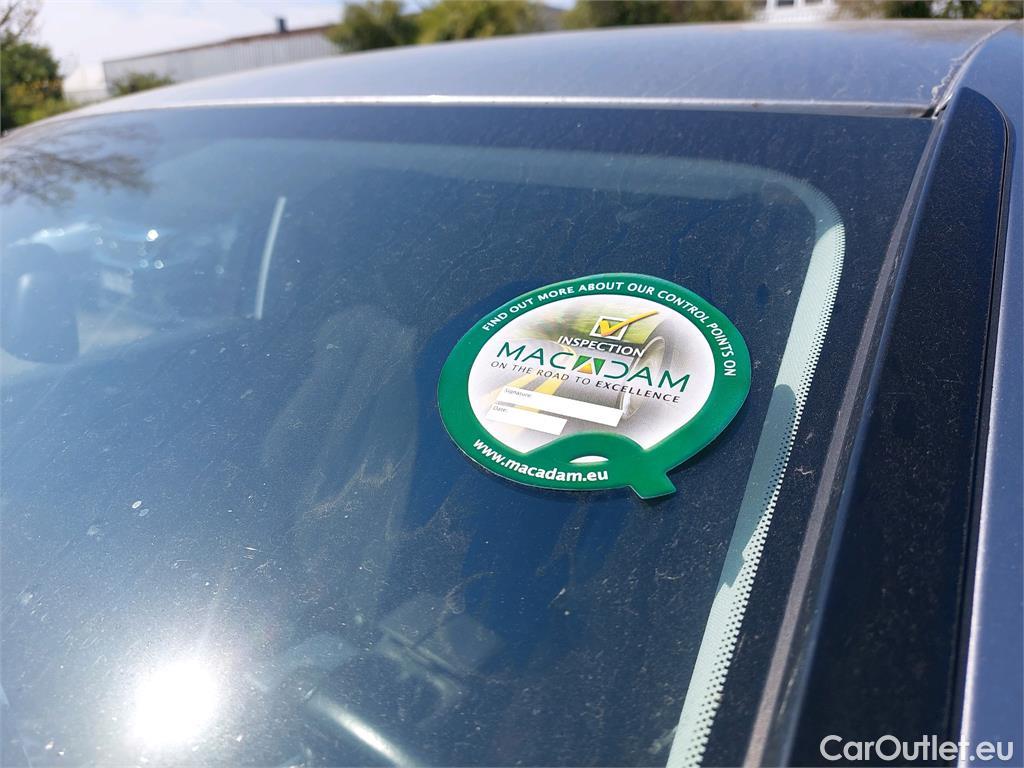 FIND OUT MORE ABOUT OUR CONTROL POINTS ON
INSPECTION
MACADAM
ON THE ROAD TO EXCELLENCE
Signature:
Date:
www.macadam.eu
CarOutlet.eu